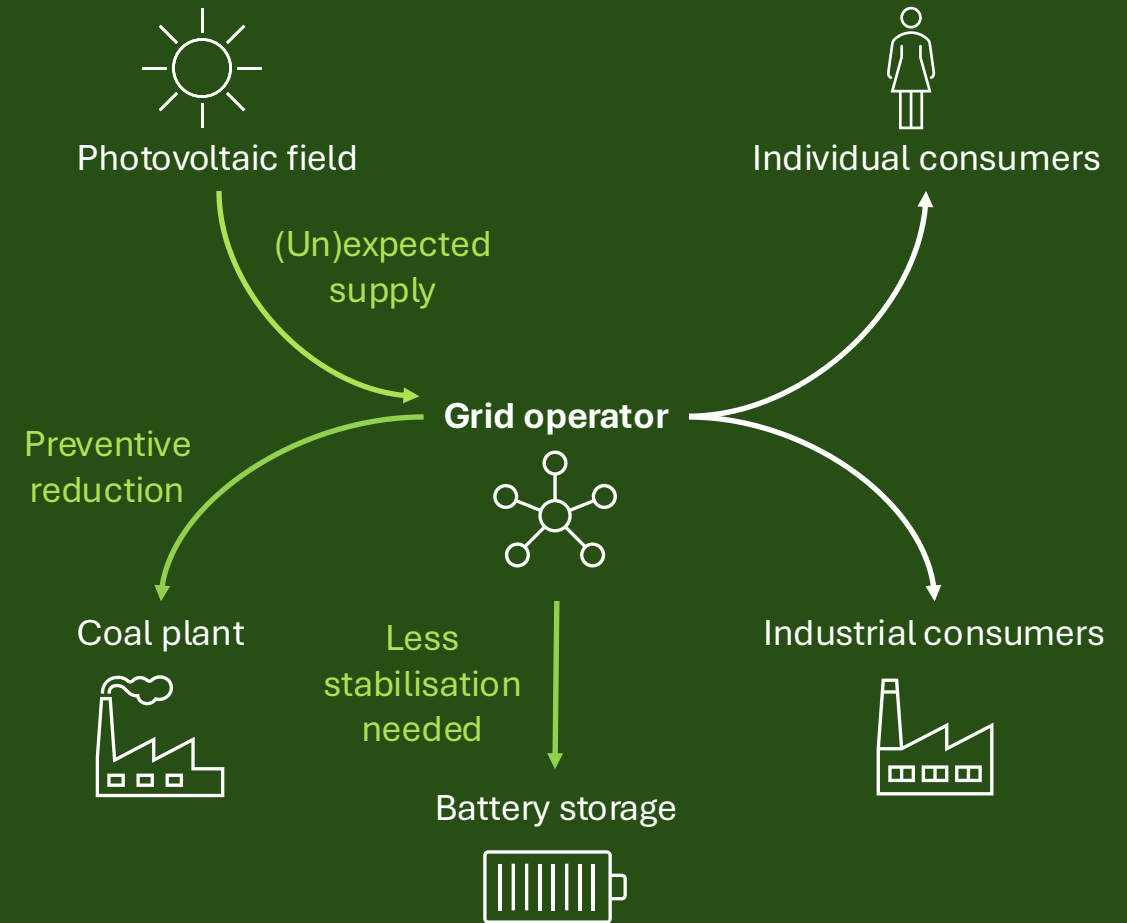 Photovoltaic field
Individual consumers
(Un)expected
supply
Grid operator
Preventive
reduction
Coal plant
Less
stabilisation
needed
Industrial consumers
Battery storage